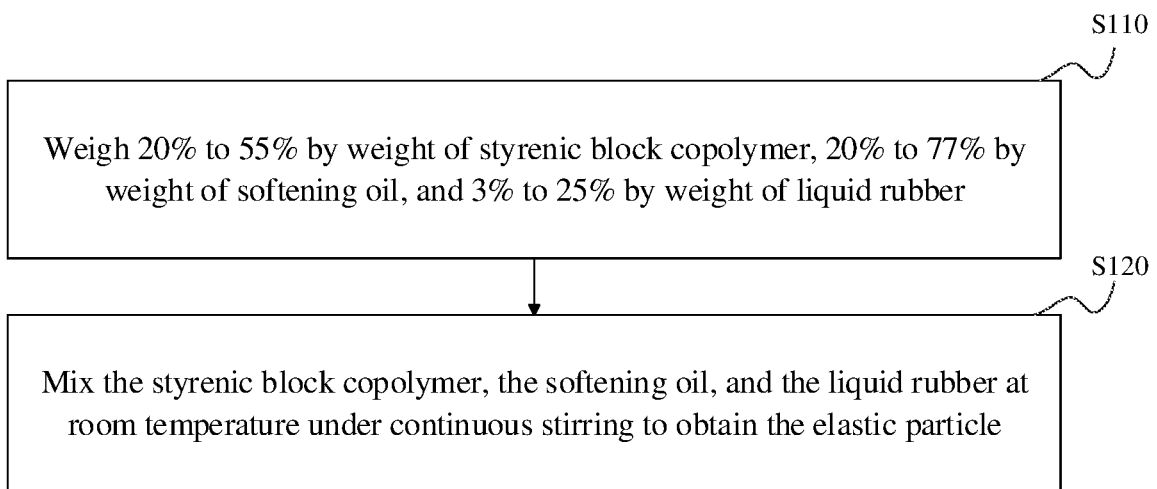 S110
Weigh 20% to 55% by weight of styrenic block copolymer, 20% to 77% by
weight of softening oil, and 3% to 25% by weight of liquid rubber
S120
Mix the styrenic block copolymer, the softening oil, and the liquid rubber at
room temperature under continuous stirring to obtain the elastic particle